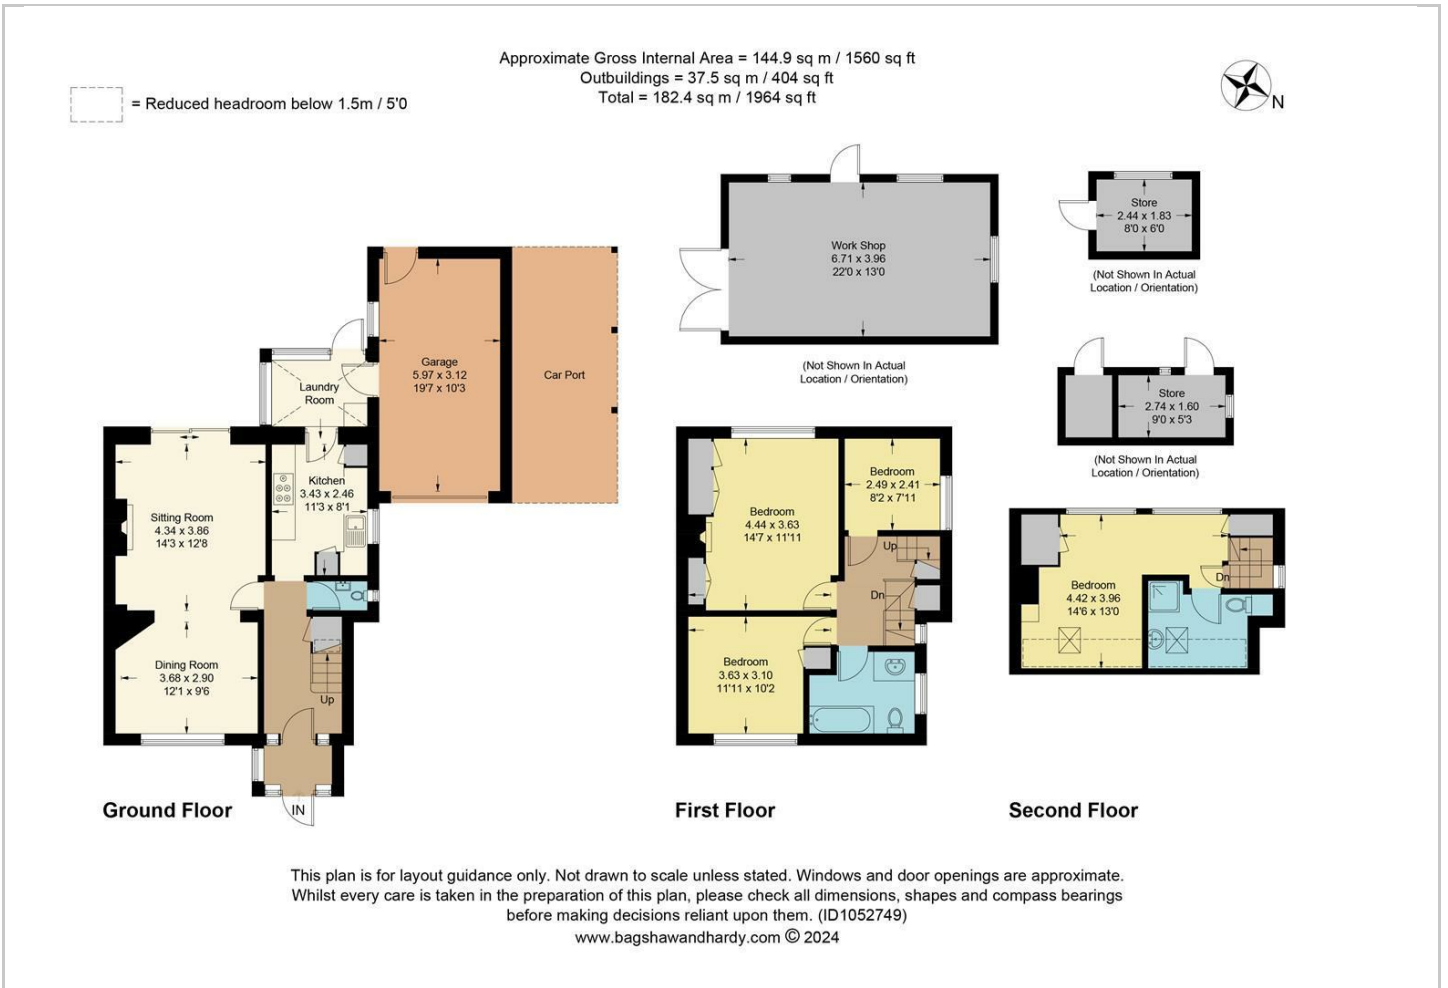 Approximate Gross Internal Area = 144.9 sq m / 1560 sq ft
Outbuildings = 37.5 sq m / 404 sq ft
Total = 182.4 sq m / 1964 sq ft
= Reduced headroom below 1.5m / 5'0
N
Work Shop
6.71 x 3.96
22'0 x 13'0
(Not Shown In Actual
Location / Orientation)
Store
2.44 x 1.83
8'0 x 6'0
(Not Shown In Actual
Location / Orientation)
Store
2.74 x 1.60
9'0 x 5'3
(Not Shown In Actual
Location / Orientation)
Garage
5.97 x 3.12
19'7 x 10'3
Car Port
Laundry
Room
Kitchen
3.43 x 2.46
11'3 x 8'1
Sitting Room
4.34 x 3.86
14'3 x 12'8
Dining Room
3.68 x 2.90
12'1 x 9'6
Up
IN
Ground Floor
Bedroom
4.44 x 3.63
14'7 x 11'11
Bedroom
2.49 x 2.41
8'2 x 7'11
Up
Dn
Bedroom
3.63 x 3.10
11'11 x 10'2
First Floor
Bedroom
4.42 x 3.96
14'6 x 13'0
Dn
Second Floor
This plan is for layout guidance only. Not drawn to scale unless stated. Windows and door openings are approximate.
Whilst every care is taken in the preparation of this plan, please check all dimensions, shapes and compass bearings
before making decisions reliant upon them. (ID1052749)
www.bagshawandhardy.com © 2024